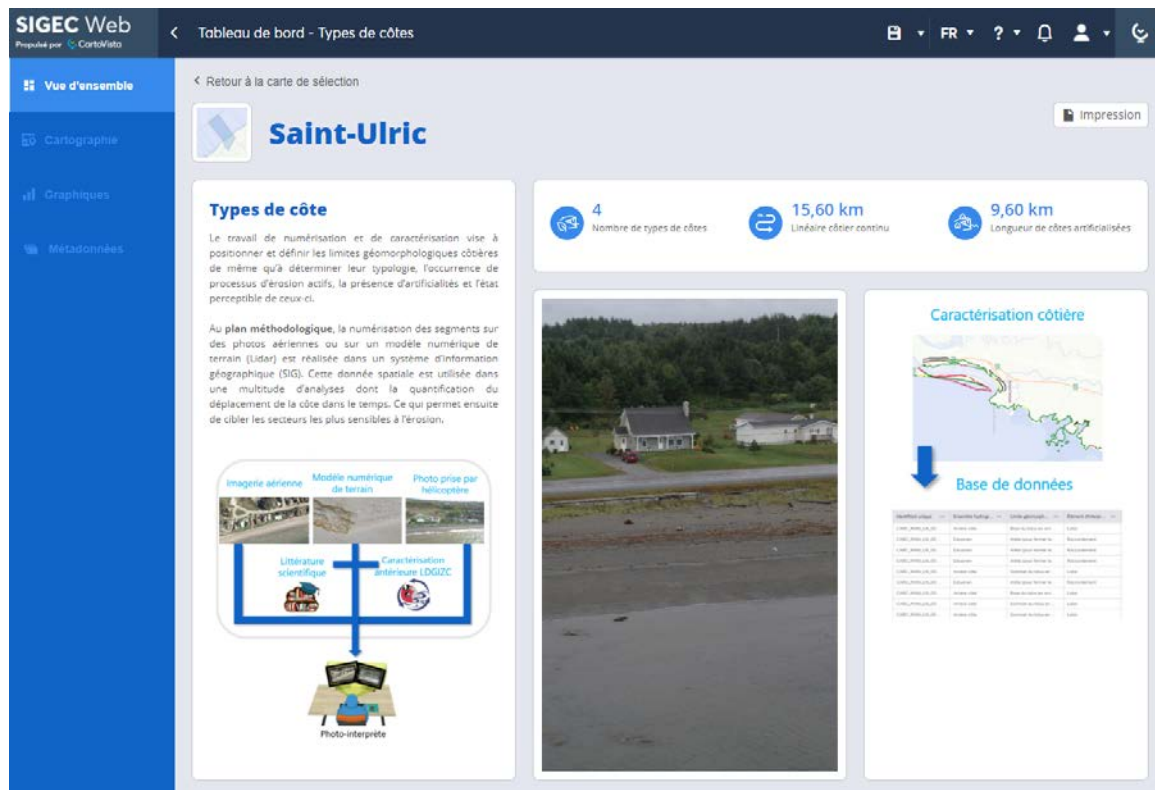 SIGEC Web
Propulsé par CartoVista
Tableau de bord - Types de côtes
FR
?
Vue d'ensemble
Cartographie
Graphiques
Métadonnées
Retour à la carte de sélection
Saint-Ulric
Impression
Types de côte
Le travail de numérisation et de caractérisation vise à
positionner et définir les limites géomorphologiques côtières
de même qu'à déterminer leur typologie, l'occurrence de
processus d'érosion actifs, la présence d'artificialités et l'état
perceptible de ceux-ci.
Au plan méthodologique, la numérisation des segments sur
des photos aériennes ou sur un modèle numérique de
terrain (Lidar) est réalisée dans un système d'information
géographique (SIG). Cette donnée spatiale est utilisée dans
une multitude d'analyses dont la quantification du
déplacement de la côte dans le temps. Ce qui permet ensuite
de cibler les secteurs les plus sensibles à l'érosion.
Imagerie aérienne
Modèle numérique
de terrain
Photo prise par
hélicoptère
Littérature
scientifique
Caractérisation
antérieure LDGIZC
Photo-interprète
4
Nombre de types de côtes
15,60 km
Linéaire côtier continu
9,60 km
Longueur de côtes artificialisées
Caractérisation côtière
Base de données